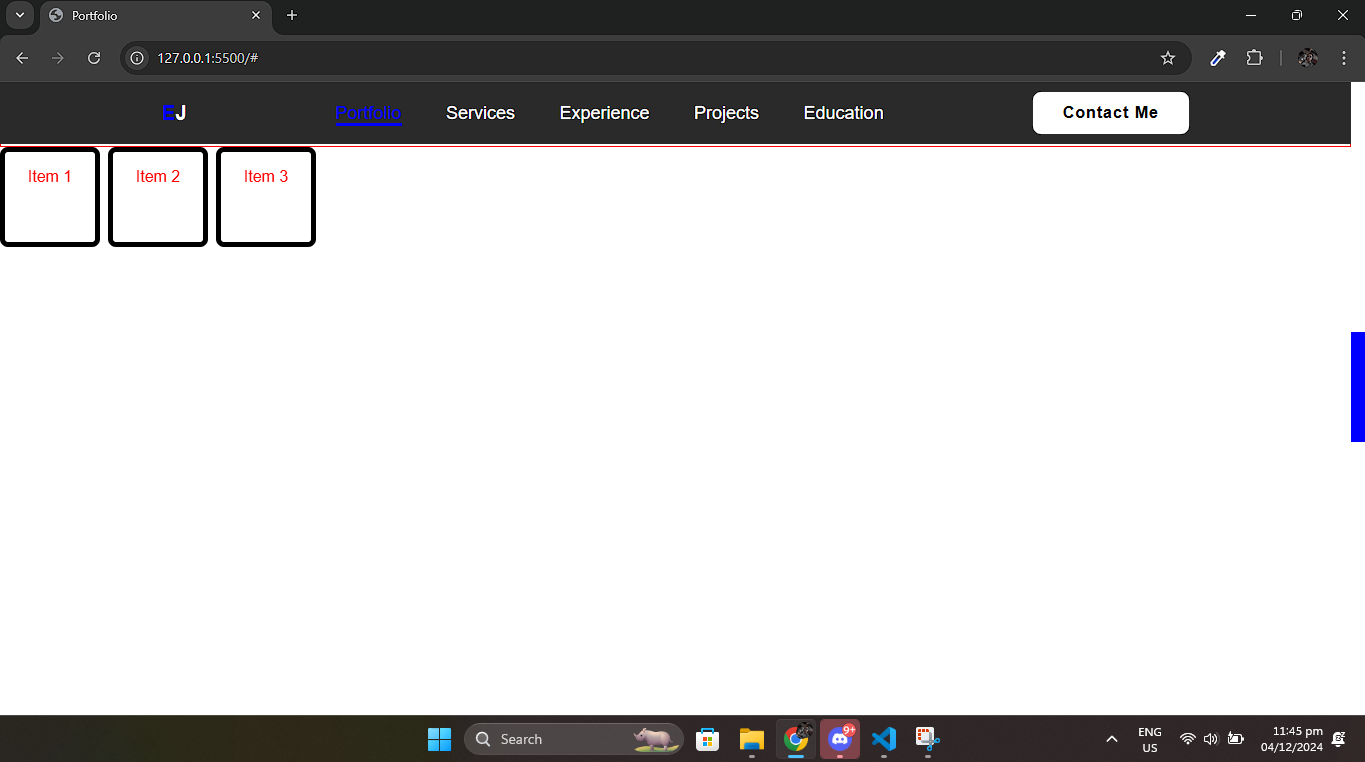 Portfolio
127.0.0.1:5500/#
EJ Portfolio Services Experience Projects Education Contact Me
Item 1 Item 2 Item 3
Search
9+
ENG
US
11:45 pm
04/12/2024